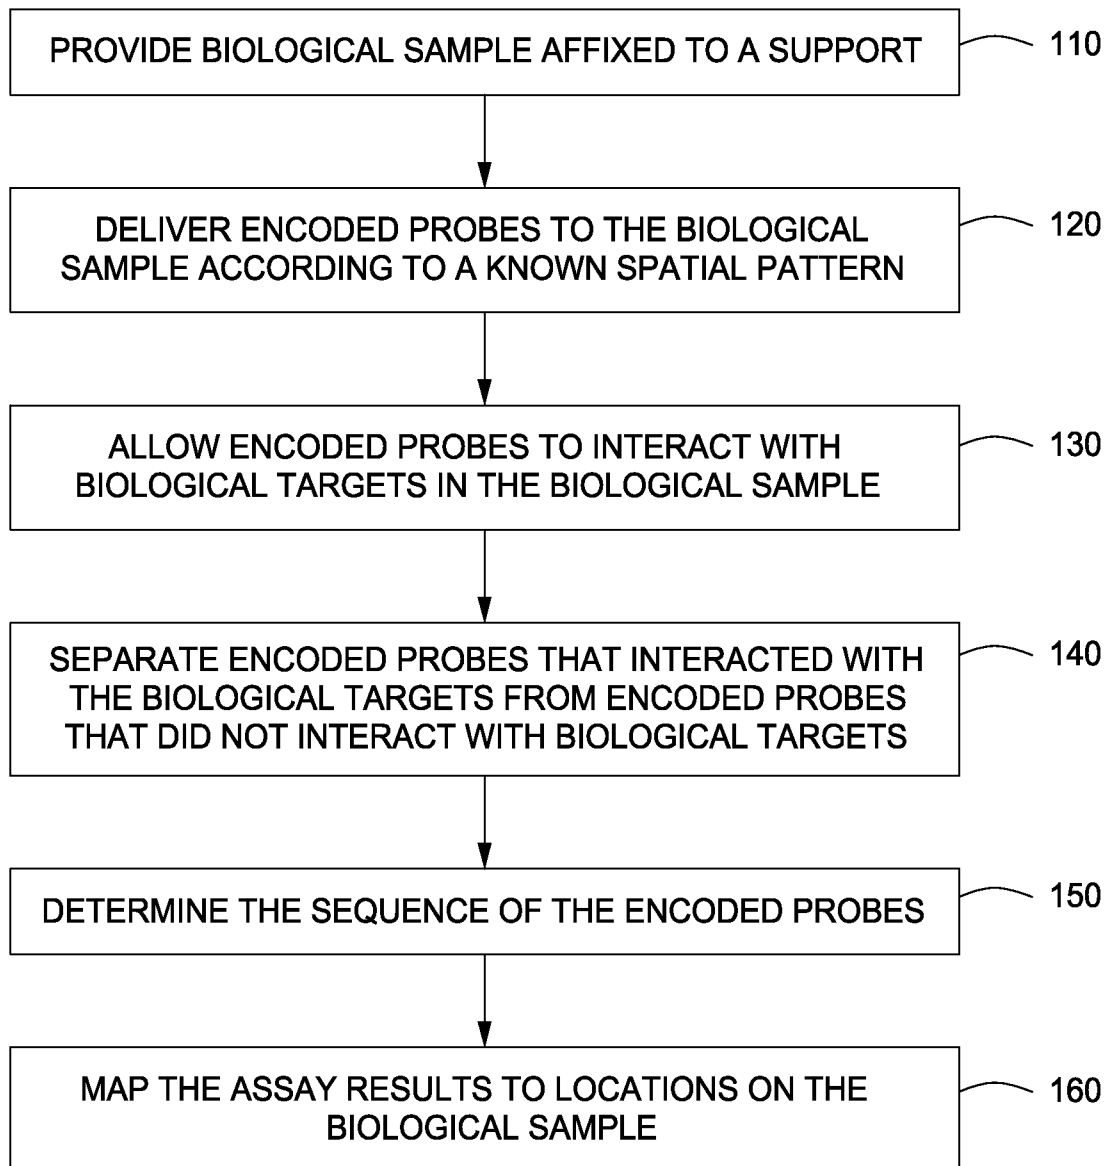 PROVIDE BIOLOGICAL SAMPLE AFFIXED TO A SUPPORT
110
DELIVER ENCODED PROBES TO THE BIOLOGICAL
SAMPLE ACCORDING TO A KNOWN SPATIAL PATTERN
120
ALLOW ENCODED PROBES TO INTERACT WITH
BIOLOGICAL TARGETS IN THE BIOLOGICAL SAMPLE
130
SEPARATE ENCODED PROBES THAT INTERACTED WITH
THE BIOLOGICAL TARGETS FROM ENCODED PROBES
THAT DID NOT INTERACT WITH BIOLOGICAL TARGETS
140
DETERMINE THE SEQUENCE OF THE ENCODED PROBES
150
MAP THE ASSAY RESULTS TO LOCATIONS ON THE
BIOLOGICAL SAMPLE
160